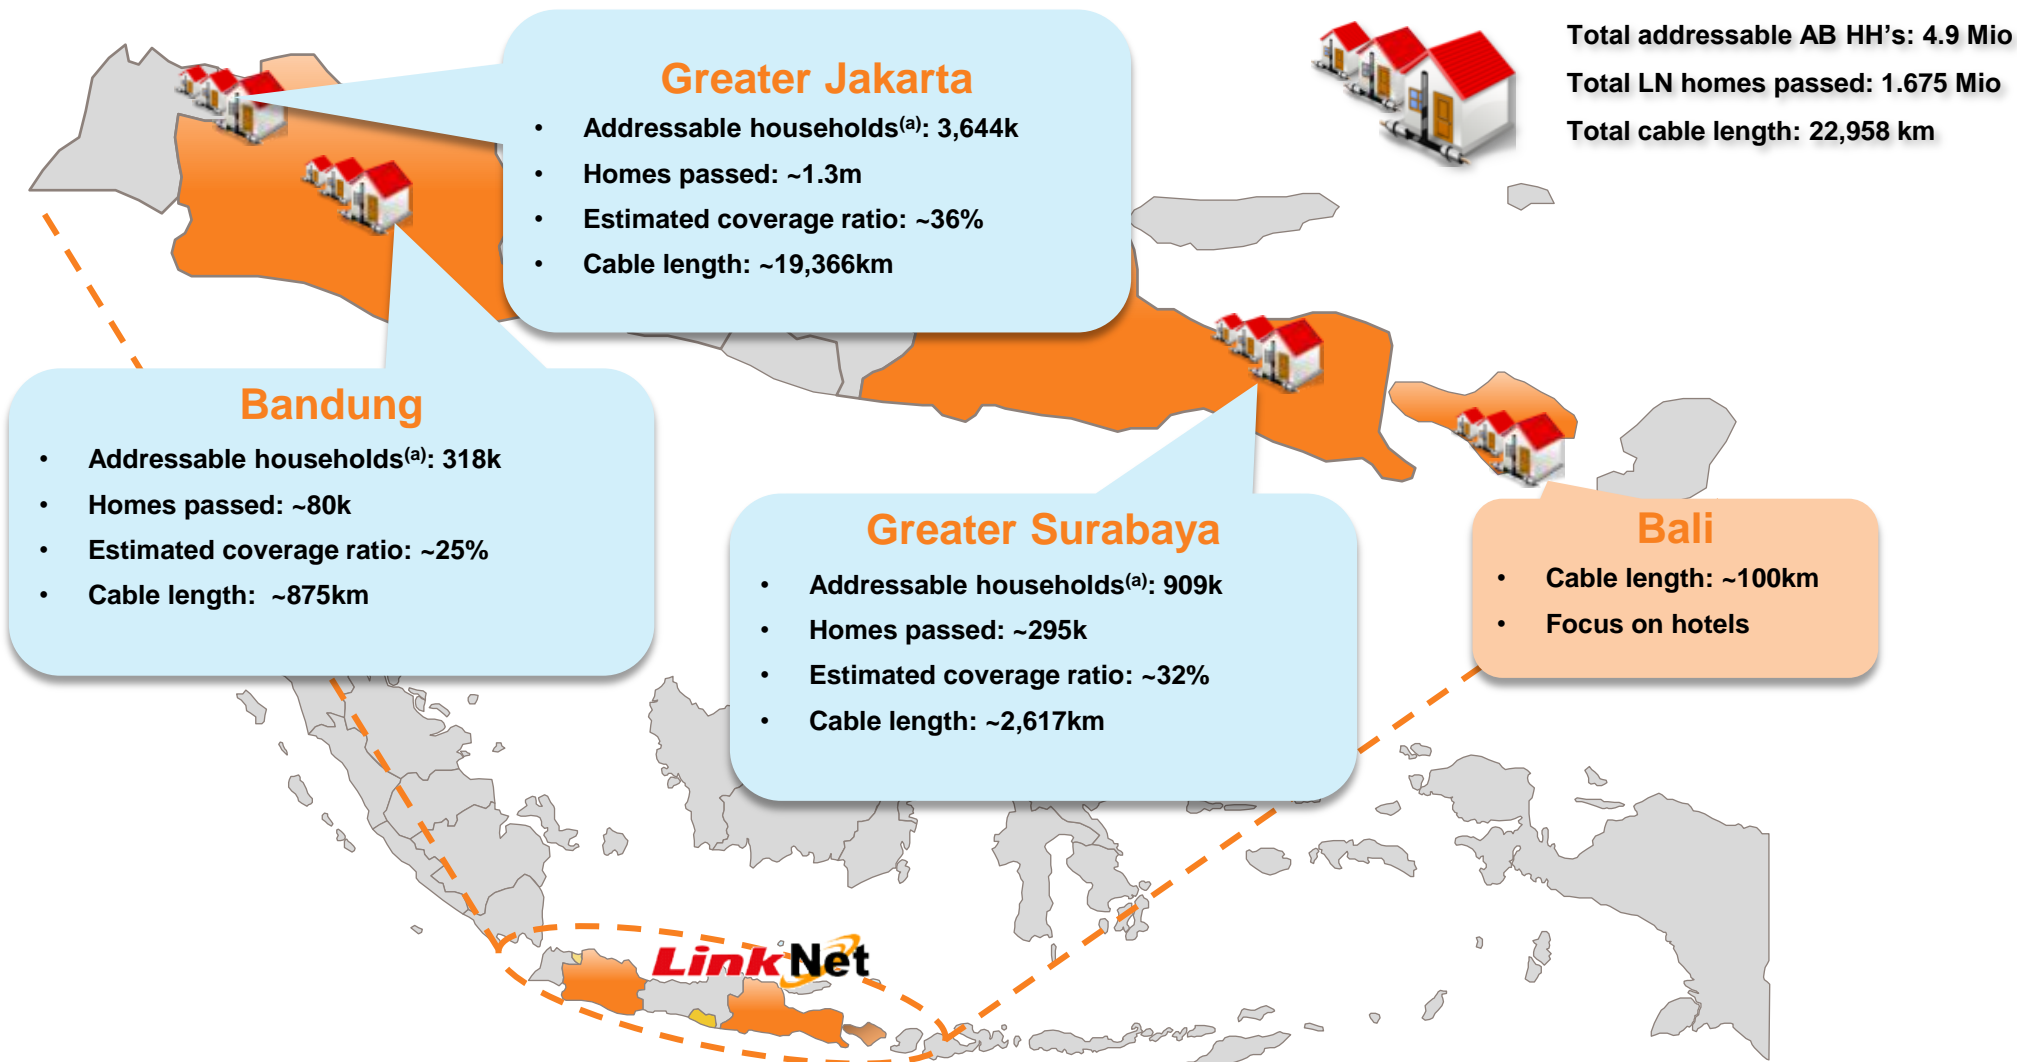 Total addressable AB HH's: 4.9 Mio
Total LN homes passed: 1.675 Mio
Total cable length: 22,958 km
Greater Jakarta
• Addressable households(a): 3,644k
• Homes passed: ~1.3m
• Estimated coverage ratio: ~36%
• Cable length: ~19,366km
Bandung
• Addressable households(a): 318k
• Homes passed: ~80k
• Estimated coverage ratio: ~25%
• Cable length: ~875km
Greater Surabaya
• Addressable households(a): 909k
• Homes passed: ~295k
• Estimated coverage ratio: ~32%
• Cable length: ~2,617km
Bali
• Cable length: ~100km
• Focus on hotels
Link Net